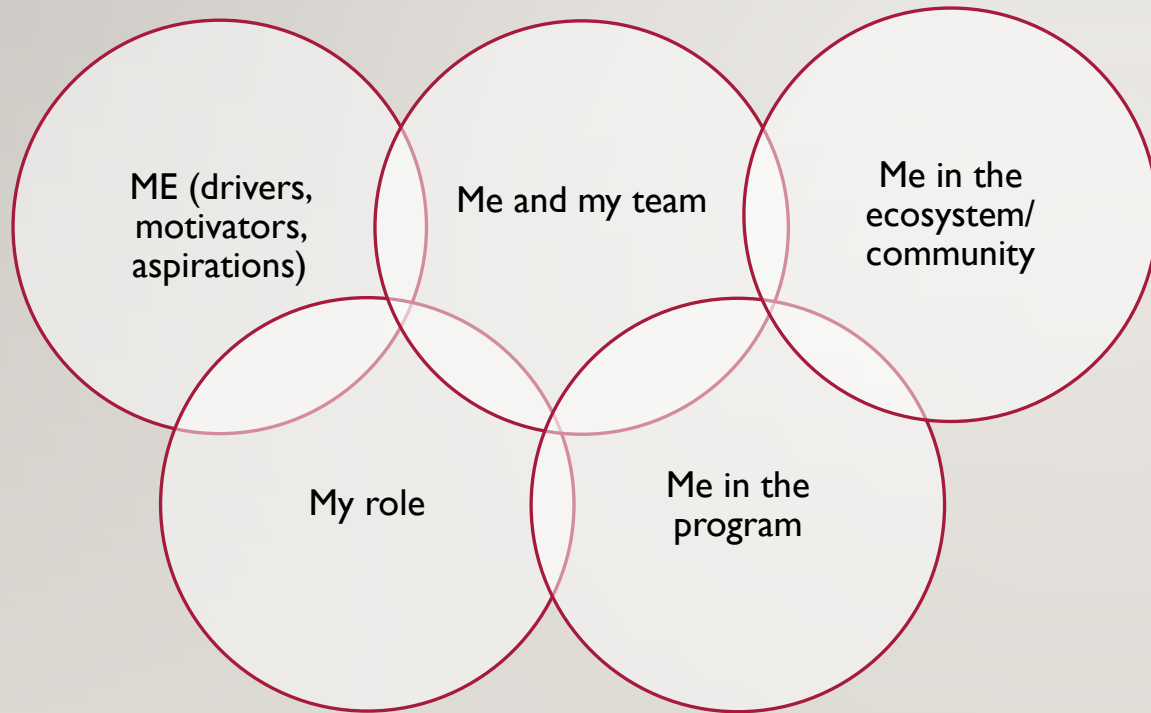 ME (drivers,
motivators,
aspirations)
Me and my team
Me in the
ecosystem/
community
My role
Me in the
program